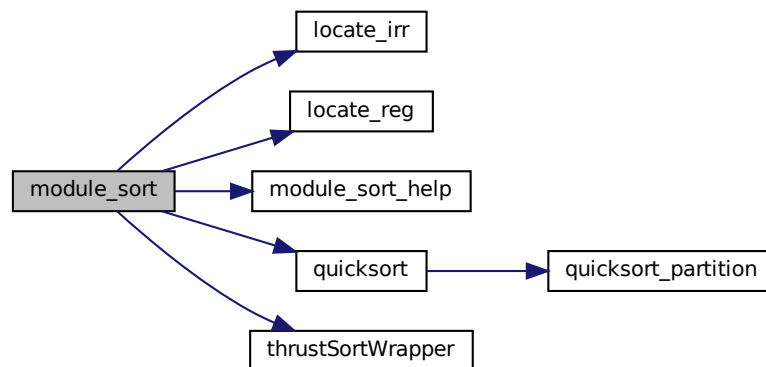 locate_irr
locate_reg
module_sort
module_sort_help
quicksort
quicksort_partition
thrustSortWrapper